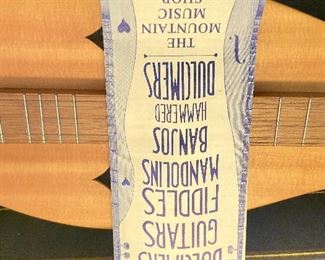 DULCIMERS
GUITARS
FIDDLES
MANDOLINS
BANJOS
HAMMERED
DULCIMERS
THE
MOUNTAIN
MUSIC
SHOP